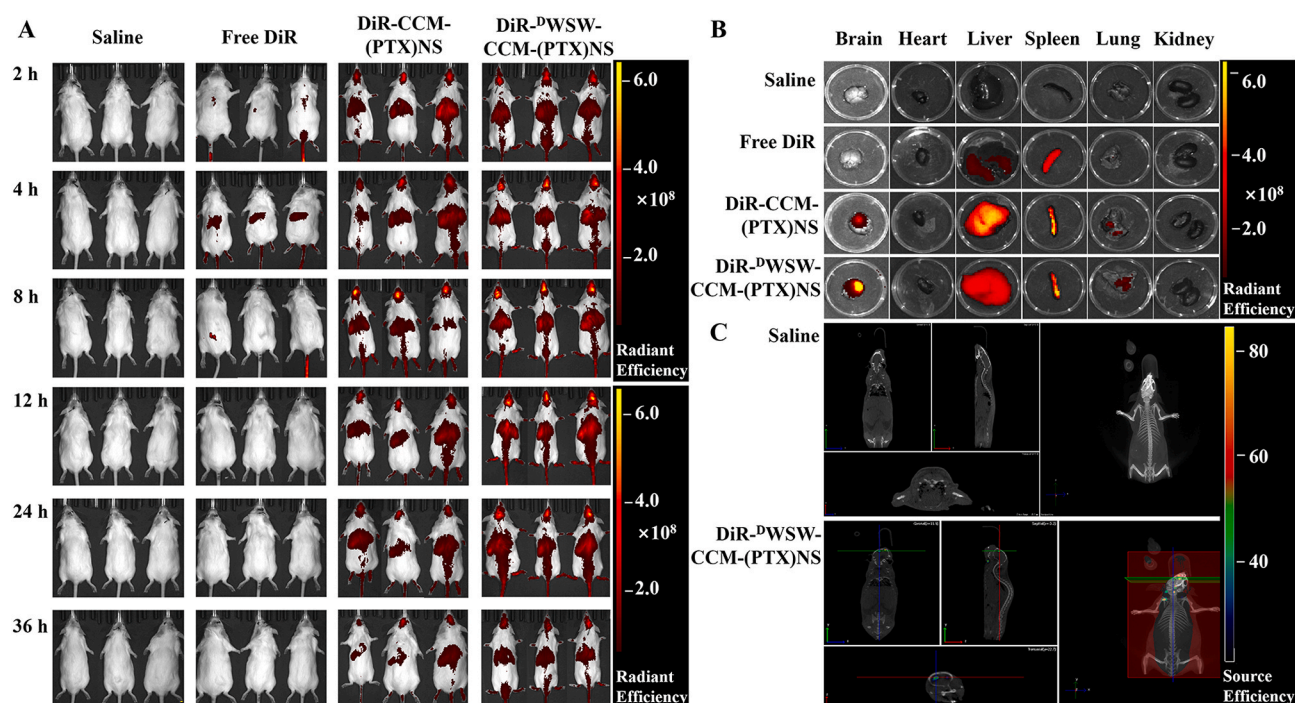 A
Saline
Free DiR
DiR-CCM-
(PTX)NS
DiR-ᴰWSW-
CCM-(PTX)NS
2 h
4 h
8 h
12 h
24 h
36 h
6.0
4.0
×10⁸
2.0
Radiant
Efficiency
6.0
4.0
×10⁸
2.0
Radiant
Efficiency
B
Brain
Heart
Liver
Spleen
Lung
Kidney
Saline
Free DiR
DiR-CCM-
(PTX)NS
DiR-ᴰWSW-
CCM-(PTX)NS
6.0
4.0
×10⁸
2.0
Radiant
Efficiency
C
Saline
DiR-ᴰWSW-
CCM-(PTX)NS
80
60
40
Source
Efficiency